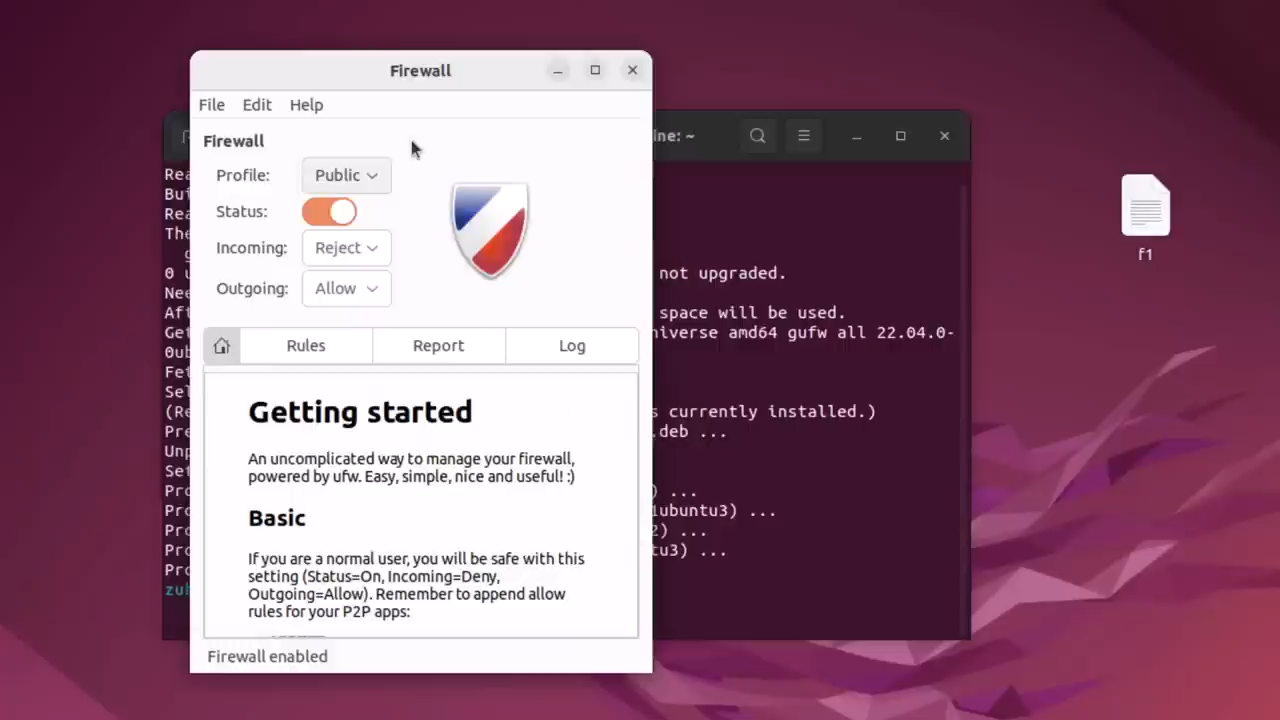 Firewall
File Edit Help
Firewall
Profile: Public
Status:
Incoming: Reject
Outgoing: Allow
Rules Report Log
Getting started
An uncomplicated way to manage your firewall,
powered by ufw. Easy, simple, nice and useful! :)
Basic
If you are a normal user, you will be safe with this
setting (Status=On, Incoming=Deny,
Outgoing=Allow). Remember to append allow
rules for your P2P apps:
Firewall enabled
: ~
not upgraded.
space will be used.
amd64 gufw all 22.04.0-
currently installed.)
.deb ...
) ...
) ...
) ...
) ...
f1